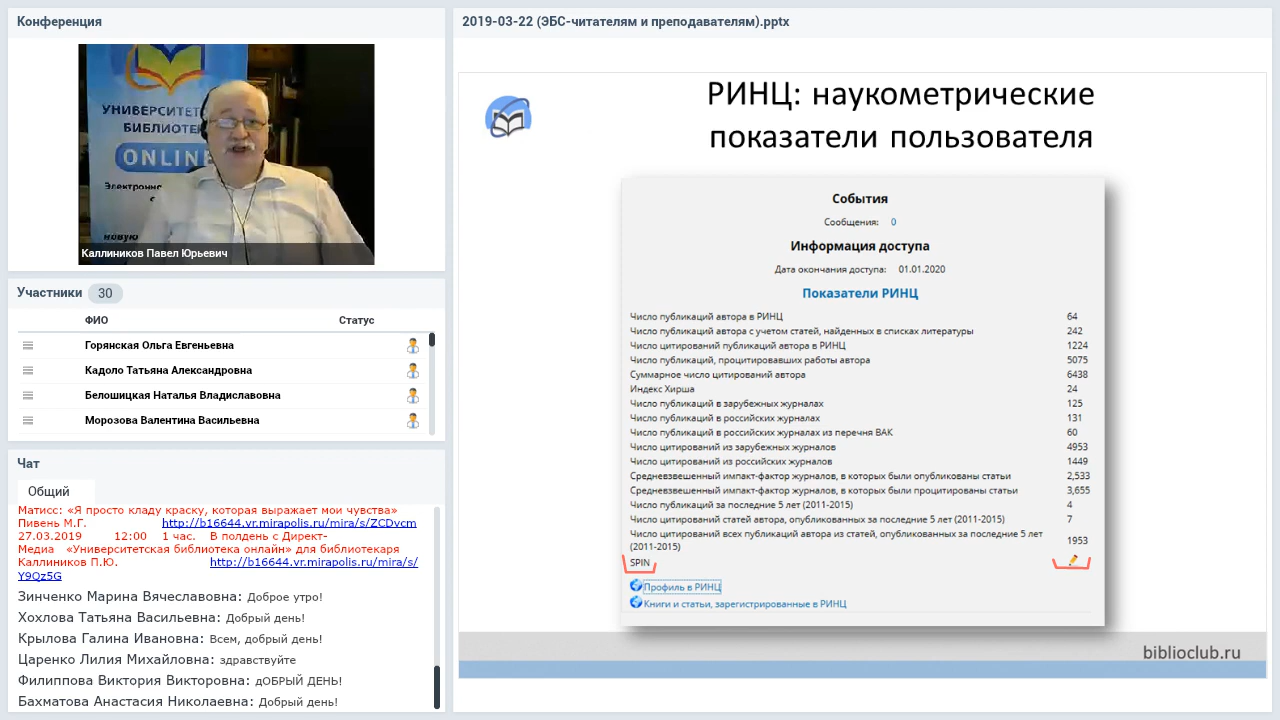 Конференция
УНИВЕРСИТЕТ
БИБЛИОТЕ
ONLINE
Электронно
с
новую
Каллиников Павел Юрьевич
Участники 30
ФИО Статус
Горянская Ольга Евгеньевна
Кадоло Татьяна Александровна
Белошицкая Наталья Владиславовна
Морозова Валентина Васильевна
Чат
Общий
Матисс: «Я просто кладу краску, которая выражает мои чувства»
Пивень М.Г. http://b16644.vr.mirapolis.ru/mira/s/ZCDvcm
27.03.2019 12:00 1 час. В полдень с Директ-
Медиа «Университетская библиотека онлайн» для библиотекаря
Каллиников П.Ю. http://b16644.vr.mirapolis.ru/mira/s/
Y9Qz5G
Зинченко Марина Вячеславовна: Доброе утро!
Хохлова Татьяна Васильевна: Добрый день!
Крылова Галина Ивановна: Всем, добрый день!
Царенко Лилия Михайловна: здравствуйте
Филиппова Виктория Викторовна: дОБРЫЙ ДЕНЬ!
Бахматова Анастасия Николаевна: Добрый день!
2019-03-22 (ЭБС-читателям и преподавателям).pptx
РИНЦ: наукометрические
показатели пользователя
События
Сообщения: 0
Информация доступа
Дата окончания доступа: 01.01.2020
Показатели РИНЦ
Число публикаций автора в РИНЦ 64
Число публикаций автора с учетом статей, найденных в списках литературы 242
Число цитирований публикаций автора в РИНЦ 1224
Число публикаций, процитировавших работы автора 5075
Суммарное число цитирований автора 6438
Индекс Хирша 24
Число публикаций в зарубежных журналах 125
Число публикаций в российских журналах 131
Число публикаций в российских журналах из перечня ВАК 60
Число цитирований из зарубежных журналов 4953
Число цитирований из российских журналов 1449
Средневзвешенный импакт-фактор журналов, в которых были опубликованы статьи 2,533
Средневзвешенный импакт-фактор журналов, в которых были процитированы статьи 3,655
Число публикаций за последние 5 лет (2011-2015) 4
Число цитирований статей автора, опубликованных за последние 5 лет (2011-2015) 7
Число цитирований всех публикаций автора из статей, опубликованных за последние 5 лет
(2011-2015) 1953
SPIN
Профиль в РИНЦ
Книги и статьи, зарегистрированные в РИНЦ
biblioclub.ru